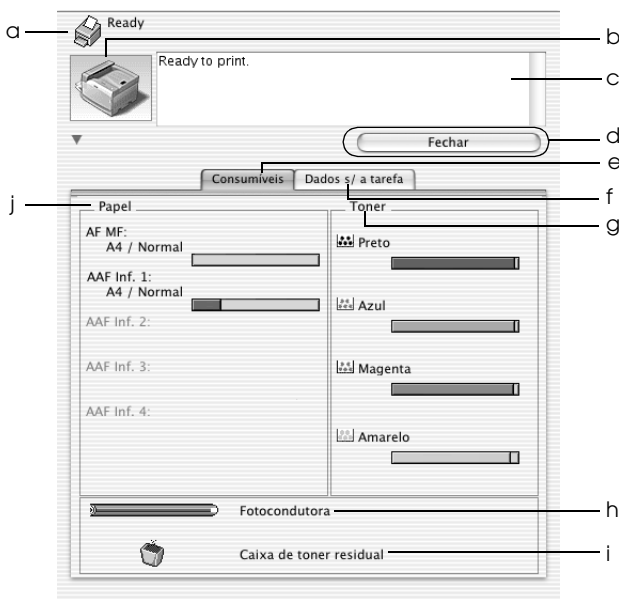 a
Ready
b
Ready to print.
c
Fechar
d
e
Consumíveis
Dados s/ a tarefa
f
j
Papel
Toner
g
AF MF:
A4 / Normal
AAF Inf. 1:
A4 / Normal
AAF Inf. 2:
AAF Inf. 3:
AAF Inf. 4:
Preto
Azul
Magenta
Amarelo
Fotocondutora
h
Caixa de toner residual
i